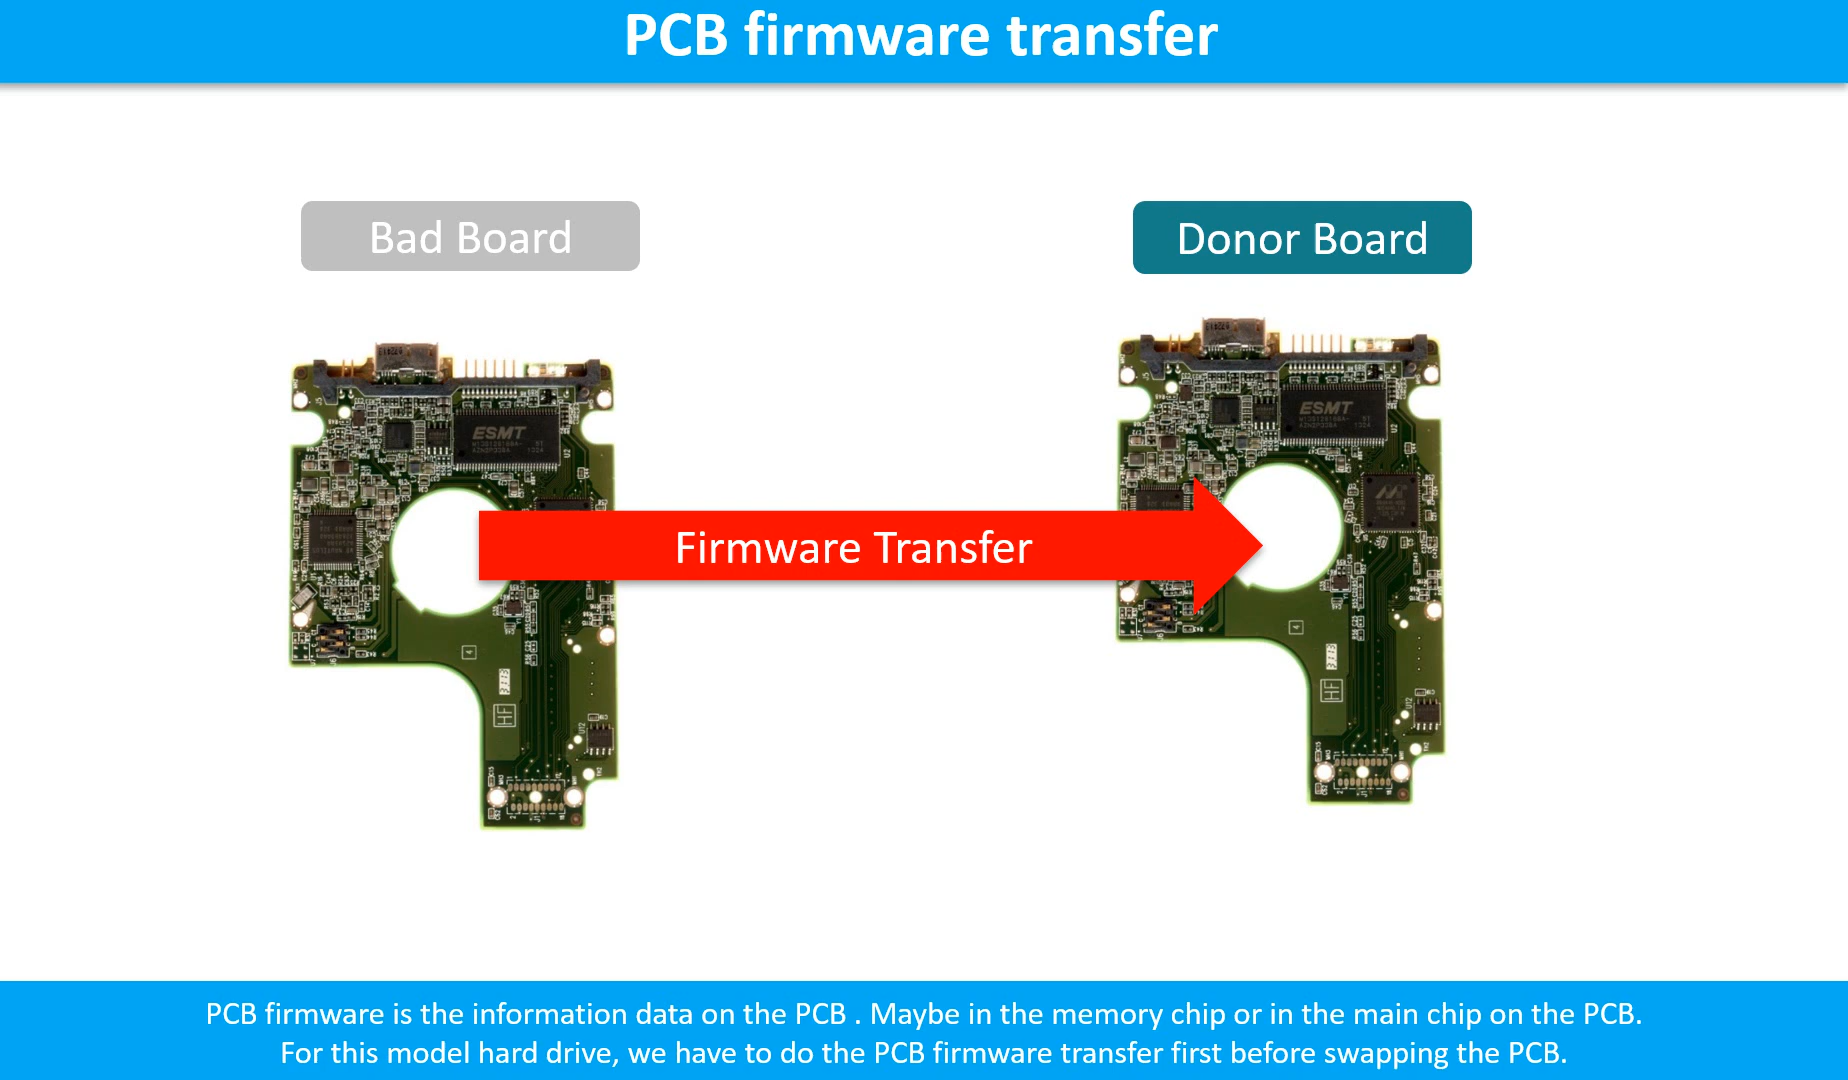 PCB firmware transfer
Bad Board
Donor Board
ESMT
ESMT
Firmware Transfer
HF
HF
PCB firmware is the information data on the PCB . Maybe in the memory chip or in the main chip on the PCB.
For this model hard drive, we have to do the PCB firmware transfer first before swapping the PCB.